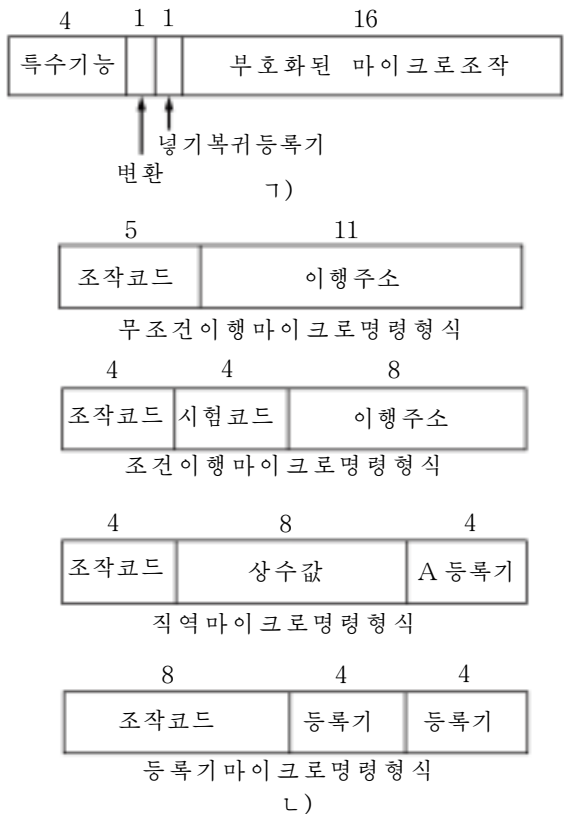 4 1 1 16
특수기능 부호화된 마이크로조작
넣기복귀등록기
변환
ㄱ)
5 11
조작코드 이행주소
무조건이행마이크로명령형식
4 4 8
조작코드 시험코드 이행주소
조건이행마이크로명령형식
4 8 4
조작코드 상수값 A 등록기
직역마이크로명령형식
8 4 4
조작코드 등록기 등록기
등록기마이크로명령형식
ㄴ)